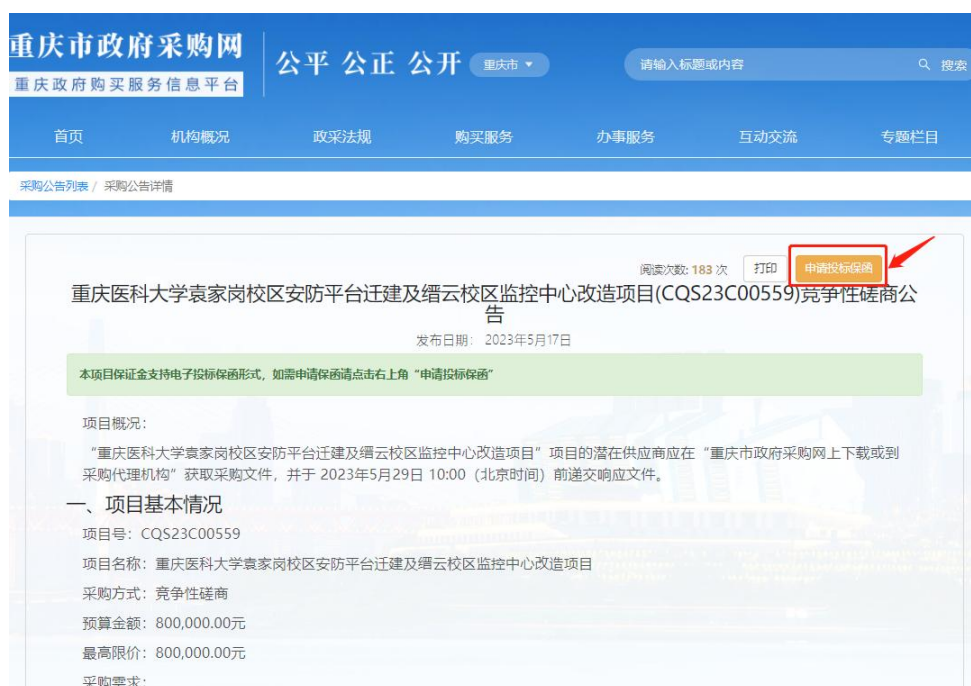 重庆市政府采购网
重庆政府购买服务信息平台
公平 公正 公开
重庆市
请输入标题或内容
搜索
首页 机构概况 政采法规 购买服务 办事服务 互动交流 专题栏目
采购公告列表 / 采购公告详情
阅读次数: 183 次 打印 申请投标保函
重庆医科大学袁家岗校区安防平台迁建及缙云校区监控中心改造项目(CQS23C00559)竞争性磋商公
告
发布日期: 2023年5月17日
本项目保证金支持电子投标保函形式, 如需申请保函请点击右上角“申请投标保函”
项目概况:
“重庆医科大学袁家岗校区安防平台迁建及缙云校区监控中心改造项目”项目的潜在供应商应在“重庆市政府采购网上下载或到
采购代理机构”获取采购文件, 并于 2023年5月29日 10:00 (北京时间) 前递交响应文件。
一、项目基本情况
项目号: CQS23C00559
项目名称: 重庆医科大学袁家岗校区安防平台迁建及缙云校区监控中心改造项目
采购方式: 竞争性磋商
预算金额: 800,000.00元
最高限价: 800,000.00元
采购需求: